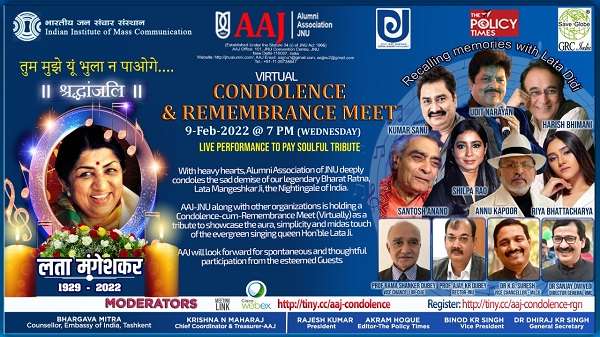 भारतीय जन संचार संस्थान
Indian Institute of Mass Communication
AAJ
Alumni
Association
JNU
THE
POLICY
TIMES
Save Globe
GRC India
तुम मुझे यूं भुला न पाओगे....
|| श्रद्धांजलि ||
लता मंगेशकर
1929 - 2022
VIRTUAL
CONDOLENCE
& REMEMBRANCE MEET
9-Feb-2022 @ 7 PM (WEDNESDAY)
LIVE PERFORMANCE TO PAY SOULFUL TRIBUTE
With heavy hearts, Alumni Association of JNU deeply
condoles the sad demise of our legendary Bharat Ratna,
Lata Mangeshkar Ji, the Nightingale of India.
AAJ-JNU along with other organizations is holding a
Condolence-cum-Remembrance Meet (Virtually) as a
tribute to showcase the aura, simplicity and midas touch
of the evergreen singing queen Hon'ble Lata Ji.
AAJ will look forward for spontaneous and thoughtful
participation from the esteemed Guests.
Recalling memories with Lata Didi
KUMAR SANU
UDIT NARAYAN
HARISH BHIMANI
SANTOSH ANAND
SHILPA RAO
ANNU KAPOOR
RIYA BHATTACHARYA
PROF. RAMA SHANKER DUBEY
PROF. AJAY KR DUBEY
DR K.G. SURESH
DR SANJAY DWIVEDI
MODERATORS
MEETING
LINK
Cisco
webex
http://tiny.cc/aaj-condolence
Register: http://tiny.cc/aaj-condolence-rgn
BHARGAVA MITRA
Counsellor, Embassy of India, Tashkent
KRISHNA N MAHARAJ
Chief Coordinator & Treasurer-AAJ
RAJESH KUMAR
President
AKRAM HOQUE
Editor-The Policy Times
BINOD KR SINGH
Vice President
DR DHIRAJ KR SINGH
General Secretary